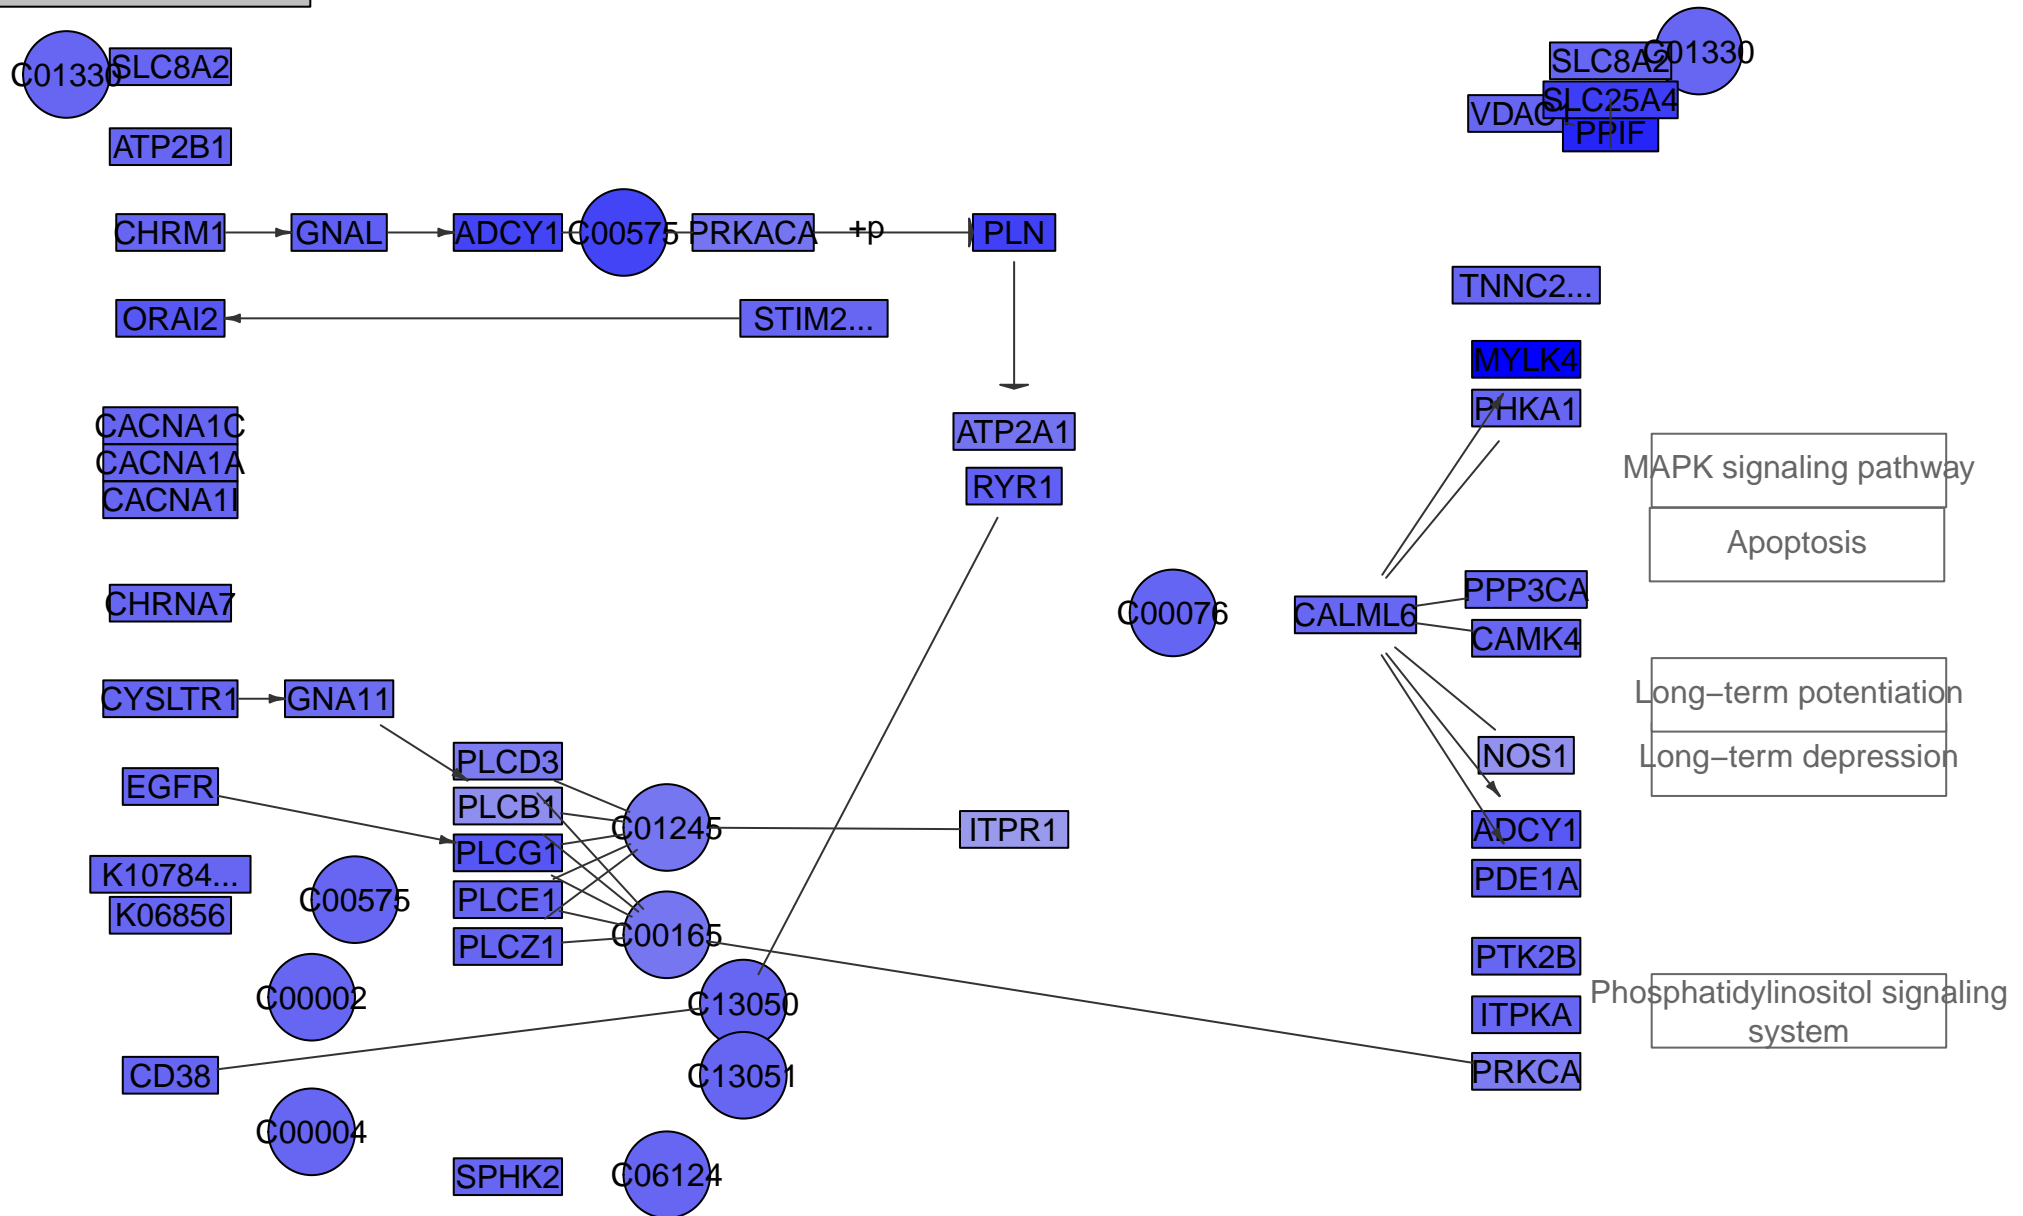 C01330
SLC8A2
SLC8A2
C01330
SLC25A4
VDAC1
PPIF
ATP2B1
CHRM1
GNAL
ADCY1
C00575
PRKACA
+p
PLN
TNNC2...
ORAI2
STIM2...
MYLK4
PHKA1
CACNA1C
CACNA1A
CACNA1I
ATP2A1
RYR1
MAPK signaling pathway
Apoptosis
CHRNA7
C00076
CALML6
PPP3CA
CAMK4
CYSLTR1
GNA11
Long−term potentiation
NOS1
Long−term depression
PLCD3
EGFR
PLCB1
C01245
ITPR1
ADCY1
PLCG1
K10784...
C00575
PLCE1
PDE1A
K06856
PLCZ1
C00165
PTK2B
C00002
C13050
ITPKA
Phosphatidylinositol signaling
system
CD38
C13051
PRKCA
C00004
SPHK2
C06124